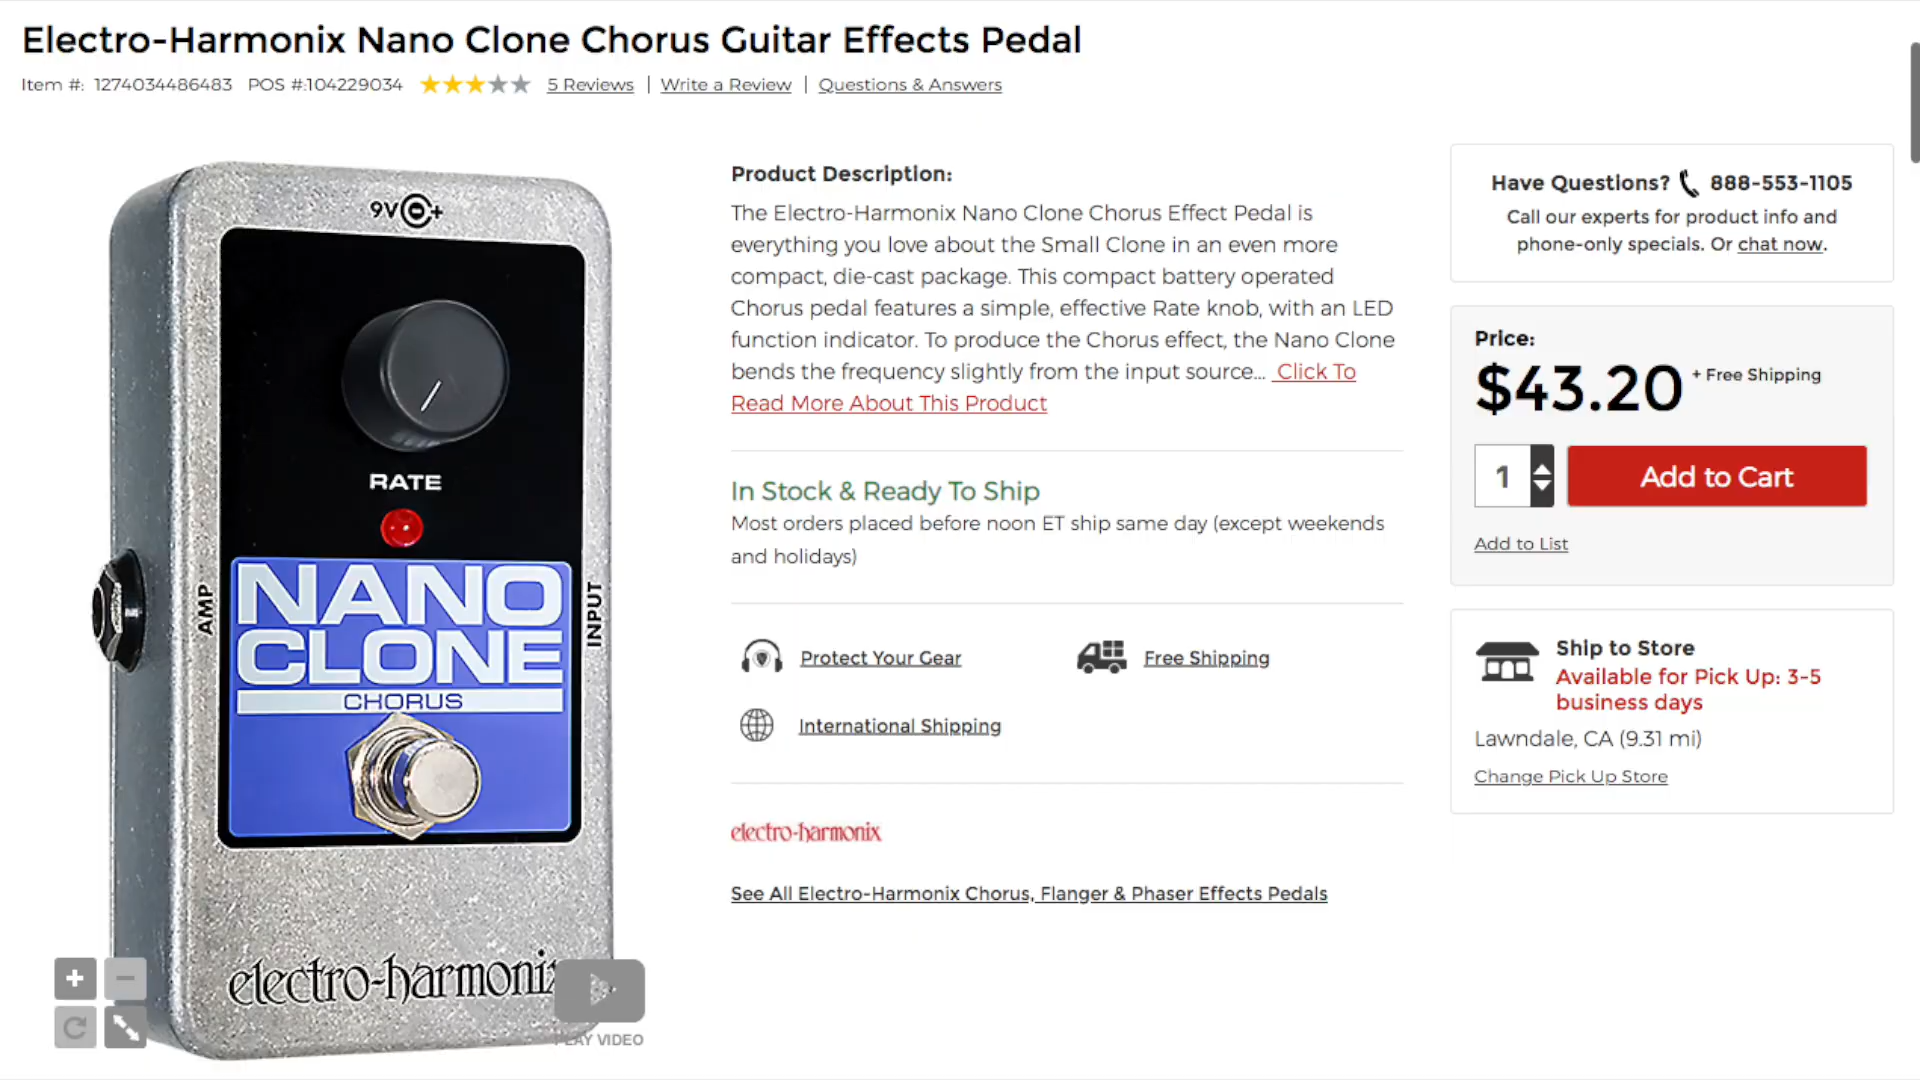 Electro-Harmonix Nano Clone Chorus Guitar Effects Pedal
Item #: 1274034486483 POS #:104229034 5 Reviews | Write a Review | Questions & Answers
9V +
RATE
AMP
INPUT
NANO
CLONE
CHORUS
electro-harmonix
PLAY VIDEO
Product Description:
The Electro-Harmonix Nano Clone Chorus Effect Pedal is
everything you love about the Small Clone in an even more
compact, die-cast package. This compact battery operated
Chorus pedal features a simple, effective Rate knob, with an LED
function indicator. To produce the Chorus effect, the Nano Clone
bends the frequency slightly from the input source... Click To
Read More About This Product
In Stock & Ready To Ship
Most orders placed before noon ET ship same day (except weekends
and holidays)
Protect Your Gear
Free Shipping
International Shipping
electro-harmonix
See All Electro-Harmonix Chorus, Flanger & Phaser Effects Pedals
Have Questions? 888-553-1105
Call our experts for product info and
phone-only specials. Or chat now.
Price:
$43.20 + Free Shipping
1
Add to Cart
Add to List
Ship to Store
Available for Pick Up: 3-5
business days
Lawndale, CA (9.31 mi)
Change Pick Up Store